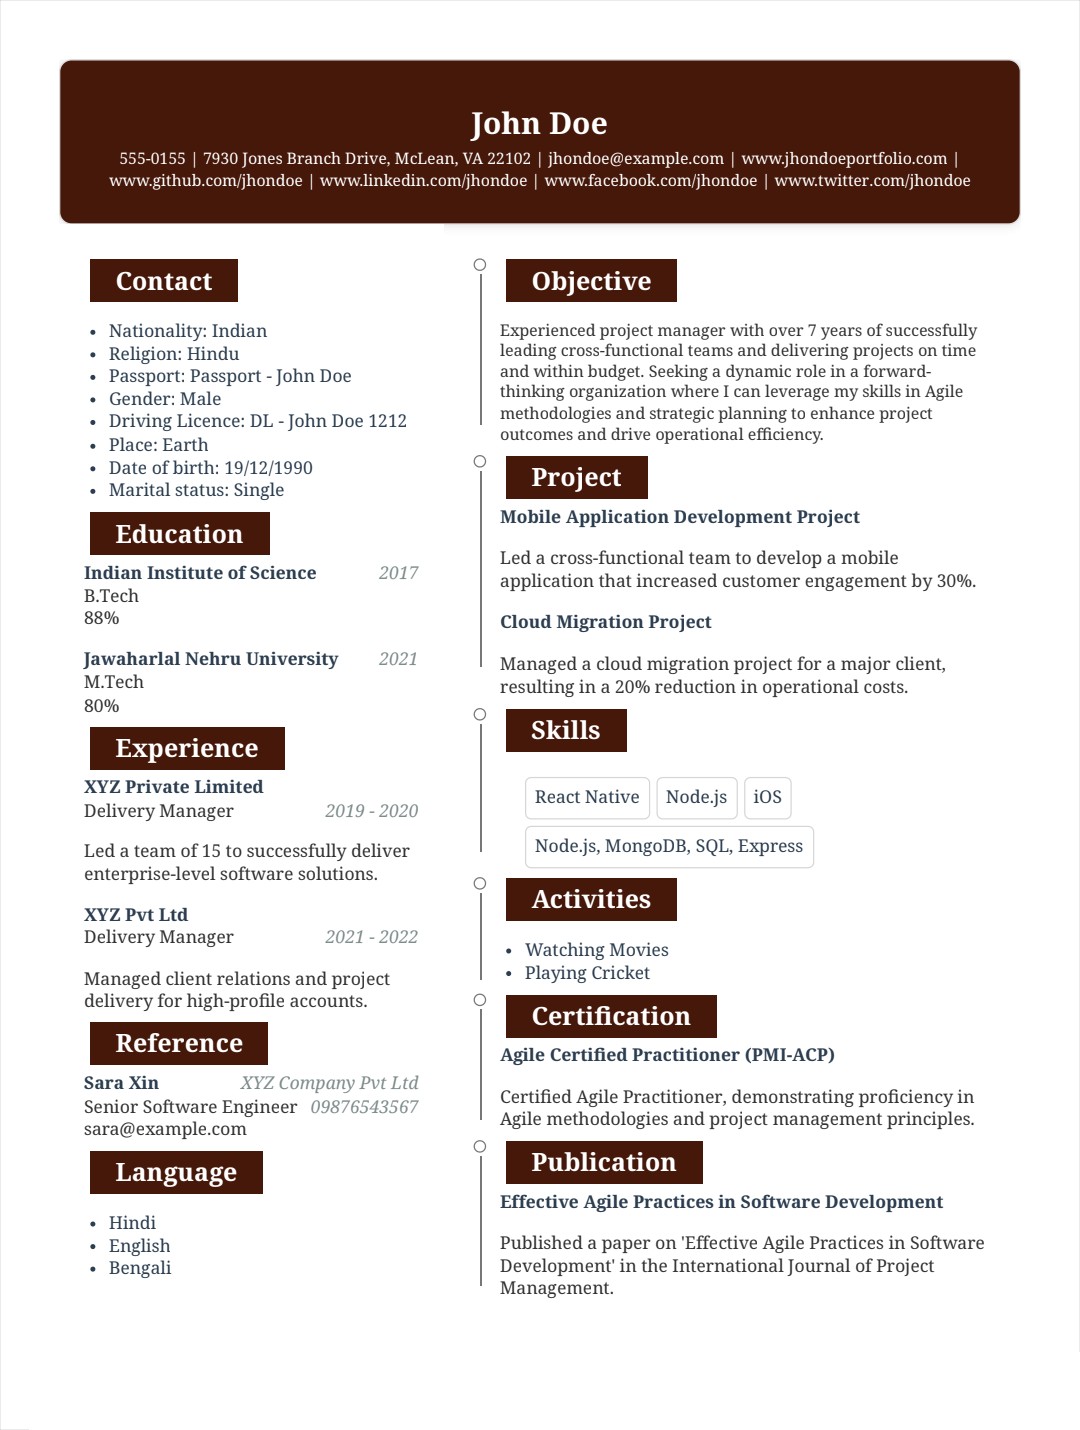 John Doe
555-0155 | 7930 Jones Branch Drive, McLean, VA 22102 | jhondoe@example.com | www.jhondoeportfolio.com |
www.github.com/jhondoe | www.linkedin.com/jhondoe | www.facebook.com/jhondoe | www.twitter.com/jhondoe
Contact
• Nationality: Indian
• Religion: Hindu
• Passport: Passport - John Doe
• Gender: Male
• Driving Licence: DL - John Doe 1212
• Place: Earth
• Date of birth: 19/12/1990
• Marital status: Single
Education
Indian Institute of Science 2017
B.Tech
88%
Jawaharlal Nehru University 2021
M.Tech
80%
Experience
XYZ Private Limited
Delivery Manager 2019 - 2020
Led a team of 15 to successfully deliver
enterprise-level software solutions.
XYZ Pvt Ltd
Delivery Manager 2021 - 2022
Managed client relations and project
delivery for high-profile accounts.
Reference
Sara Xin XYZ Company Pvt Ltd
Senior Software Engineer 09876543567
sara@example.com
Language
• Hindi
• English
• Bengali
Objective
Experienced project manager with over 7 years of successfully
leading cross-functional teams and delivering projects on time
and within budget. Seeking a dynamic role in a forward-
thinking organization where I can leverage my skills in Agile
methodologies and strategic planning to enhance project
outcomes and drive operational efficiency.
Project
Mobile Application Development Project
Led a cross-functional team to develop a mobile
application that increased customer engagement by 30%.
Cloud Migration Project
Managed a cloud migration project for a major client,
resulting in a 20% reduction in operational costs.
Skills
React Native Node.js iOS
Node.js, MongoDB, SQL, Express
Activities
• Watching Movies
• Playing Cricket
Certification
Agile Certified Practitioner (PMI-ACP)
Certified Agile Practitioner, demonstrating proficiency in
Agile methodologies and project management principles.
Publication
Effective Agile Practices in Software Development
Published a paper on 'Effective Agile Practices in Software
Development' in the International Journal of Project
Management.